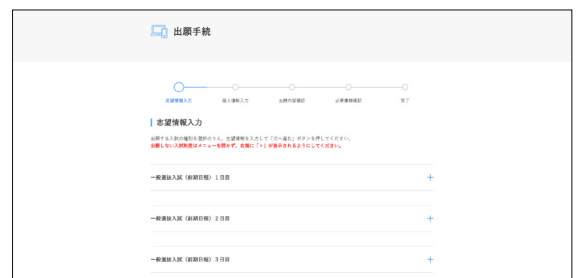 出願手続
志望情報入力 個人情報入力 出願内容確認 必要書類確認 完了
志望情報入力
出願する入試の種別を選択のうえ、志望情報を入力して「次へ進む」ボタンを押してください。
出願しない入試制度はメニューを開かず、右端に「+」が表示されるようにしてください。
一般選抜入試（前期日程）１日目 +
一般選抜入試（前期日程）２日目 +
一般選抜入試（前期日程）３日目 +